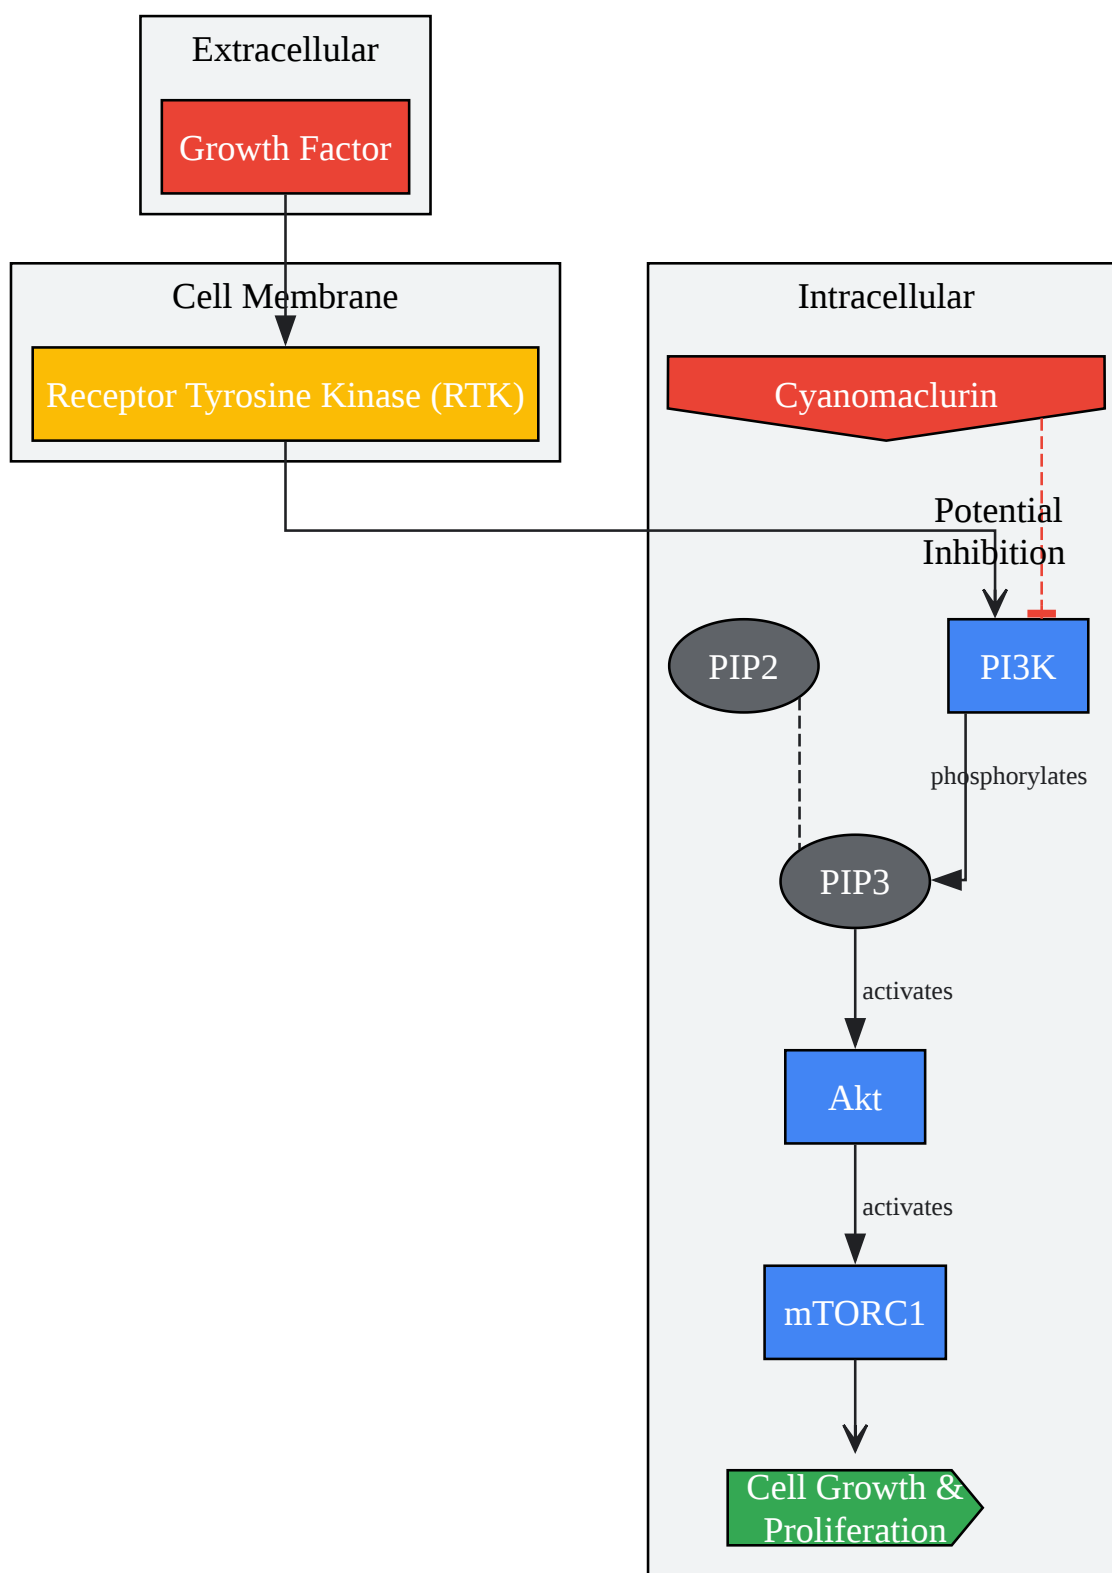 Extracellular
Growth Factor
Cell Membrane
Receptor Tyrosine Kinase (RTK)
Intracellular
Cyanomaclurin
Potential
Inhibition
PIP2
PI3K
phosphorylates
PIP3
activates
Akt
activates
mTORC1
Cell Growth &
Proliferation